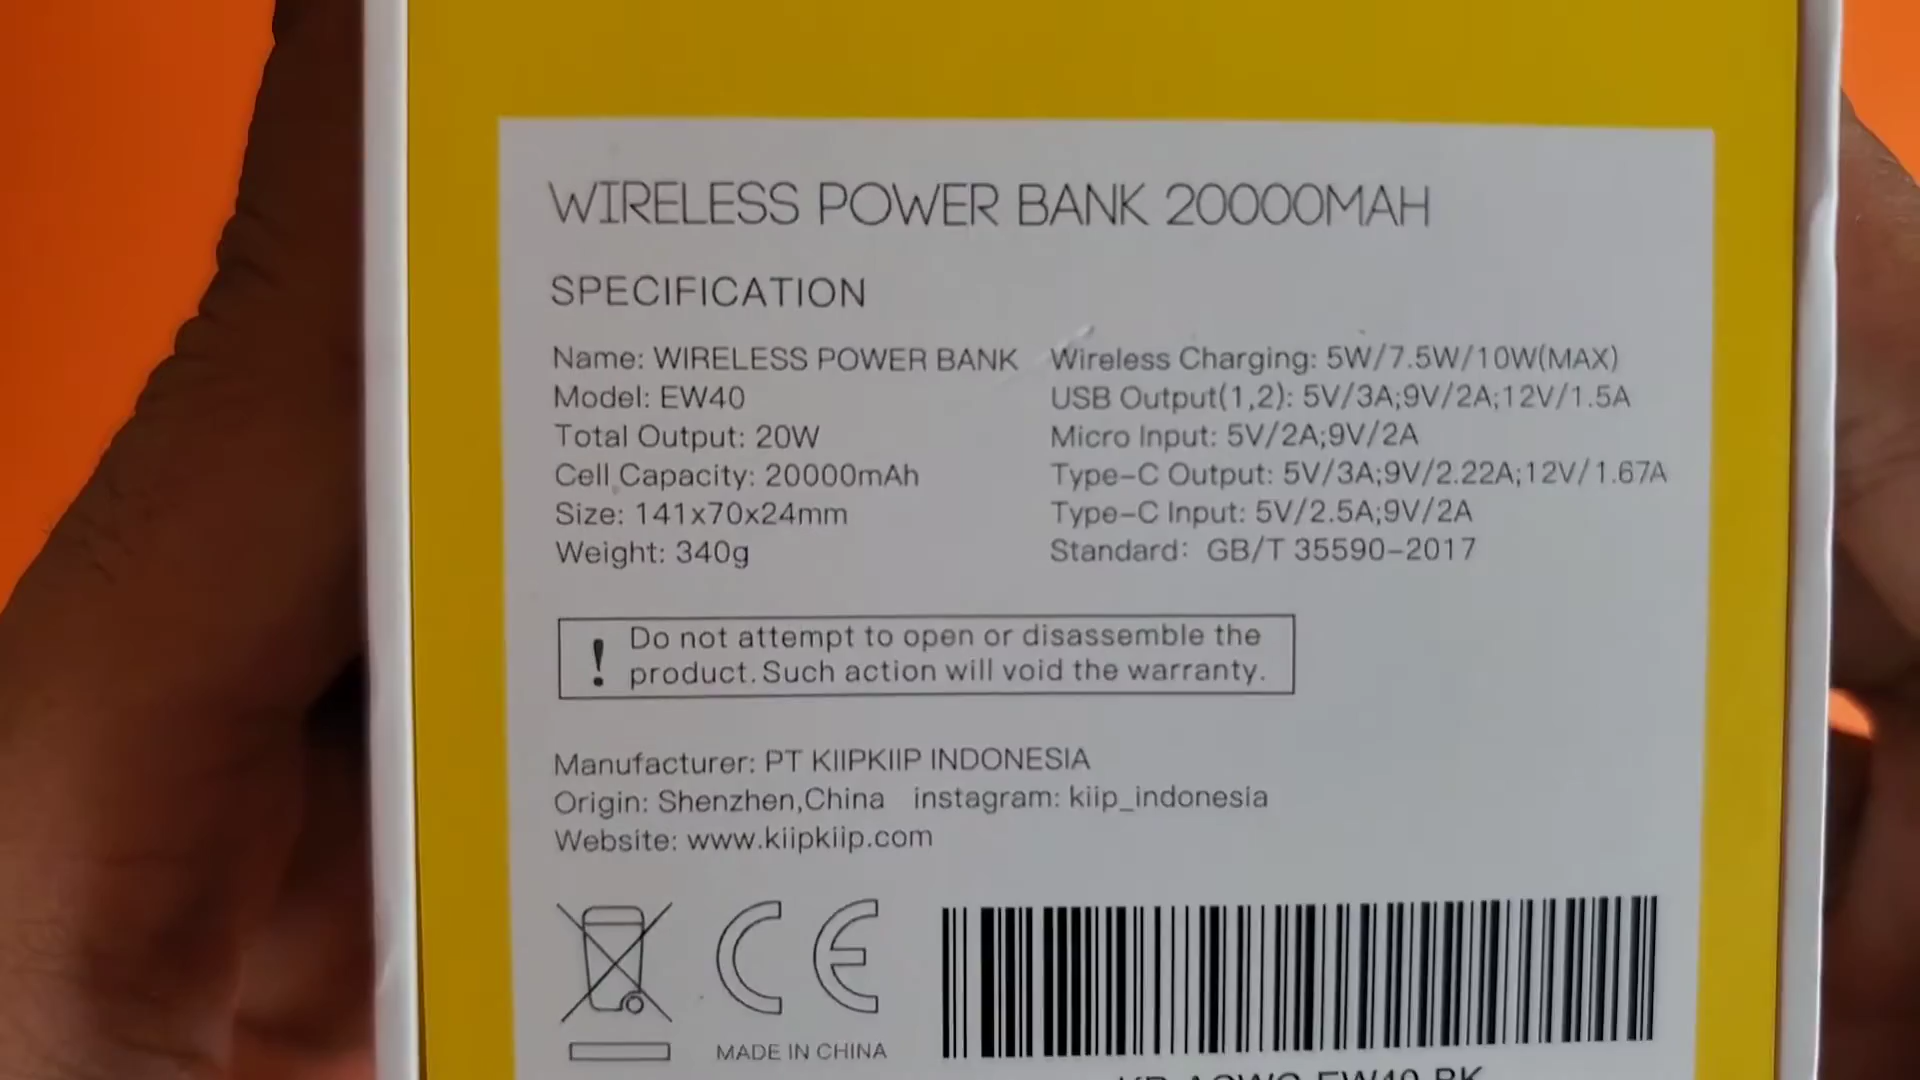 WIRELESS POWER BANK 20000MAH
SPECIFICATION
Name: WIRELESS POWER BANK
Model: EW40
Total Output: 20W
Cell Capacity: 20000mAh
Size: 141x70x24mm
Weight: 340g
Wireless Charging: 5W/7.5W/10W(MAX)
USB Output(1,2): 5V/3A;9V/2A;12V/1.5A
Micro Input: 5V/2A;9V/2A
Type-C Output: 5V/3A;9V/2.22A;12V/1.67A
Type-C Input: 5V/2.5A;9V/2A
Standard: GB/T 35590-2017
! Do not attempt to open or disassemble the
product. Such action will void the warranty.
Manufacturer: PT KIIPKIIP INDONESIA
Origin: Shenzhen,China instagram: kiip_indonesia
Website: www.kiipkiip.com
CE
MADE IN CHINA